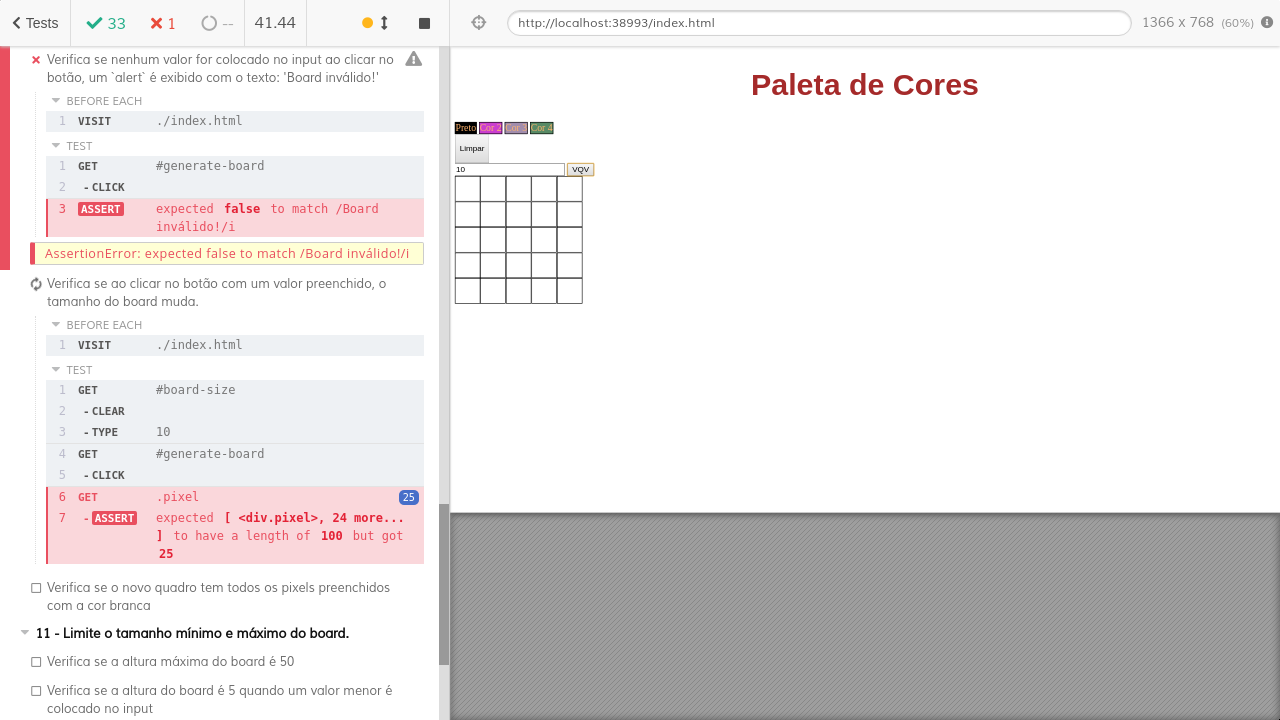 Tests 33 1 -- 41.44 http://localhost:38993/index.html 1366 x 768 (60%)
Verifica se nenhum valor for colocado no input ao clicar no
botão, um `alert` é exibido com o texto: 'Board inválido!'
BEFORE EACH
1 VISIT ./index.html
TEST
1 GET #generate-board
2 - CLICK
3 ASSERT expected false to match /Board
inválido!/i
AssertionError: expected false to match /Board inválido!/i
Verifica se ao clicar no botão com um valor preenchido, o
tamanho do board muda.
BEFORE EACH
1 VISIT ./index.html
TEST
1 GET #board-size
2 - CLEAR
3 - TYPE 10
4 GET #generate-board
5 - CLICK
6 GET .pixel 25
7 - ASSERT expected [ <div.pixel>, 24 more...
] to have a length of 100 but got
25
Verifica se o novo quadro tem todos os pixels preenchidos
com a cor branca
11 - Limite o tamanho mínimo e máximo do board.
Verifica se a altura máxima do board é 50
Verifica se a altura do board é 5 quando um valor menor é
colocado no input
Paleta de Cores
Preto Cor 2 Cor 3 Cor 4
Limpar
10 VQV